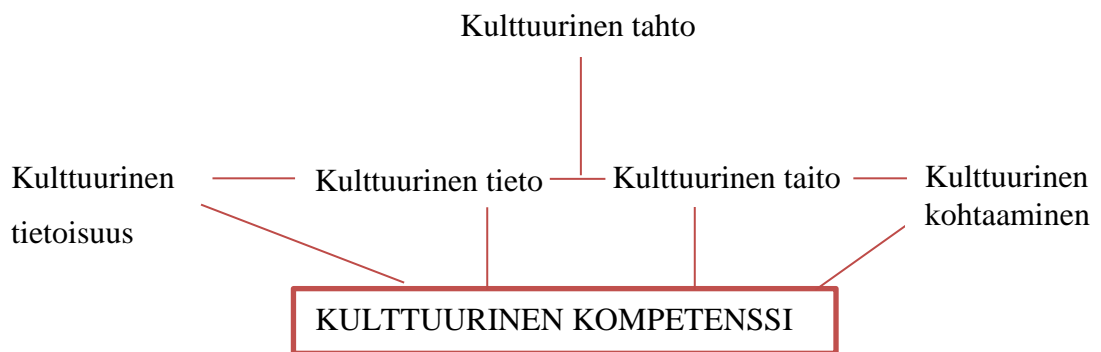 Kulttuurinen tahto
Kulttuurinen
tietoisuus
Kulttuurinen tieto
Kulttuurinen taito
Kulttuurinen
kohtaaminen
KULTTUURINEN KOMPETENSSI